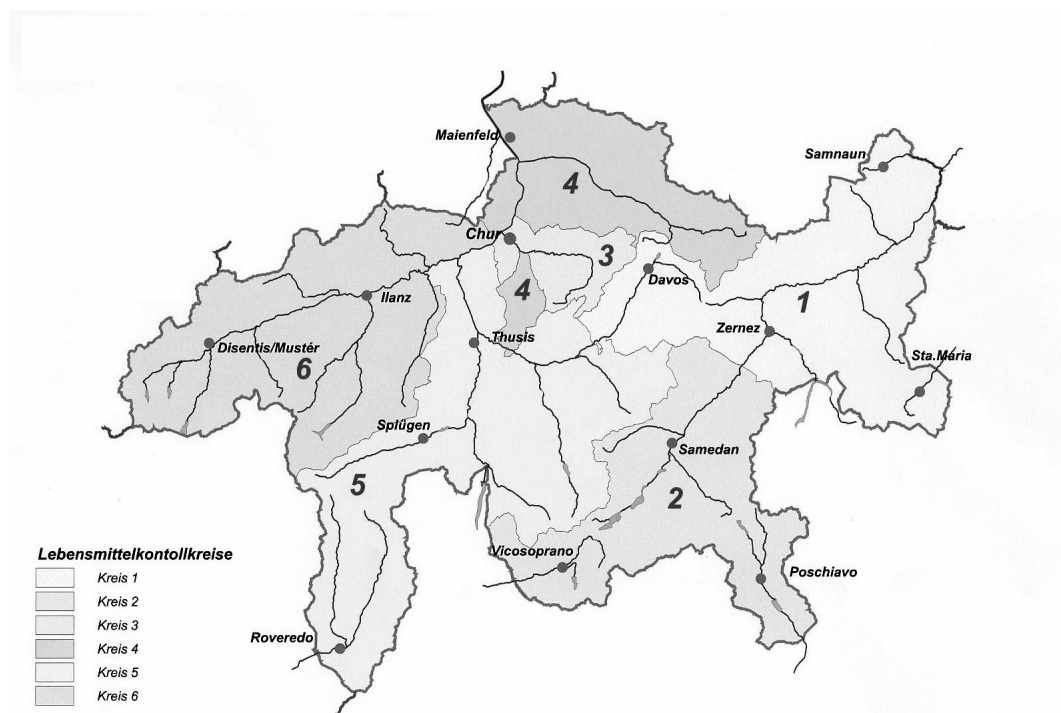 Maienfeld
Samnaun
4
Chur
3
Davos
4
Ilanz
1
Zernez
Thusis
Disentis/Mustér
Sta.Maria
6
Splügen
Samedan
5
2
Vicosoprano
Poschiavo
Roveredo
Lebensmittelkontollkreise
Kreis 1
Kreis 2
Kreis 3
Kreis 4
Kreis 5
Kreis 6